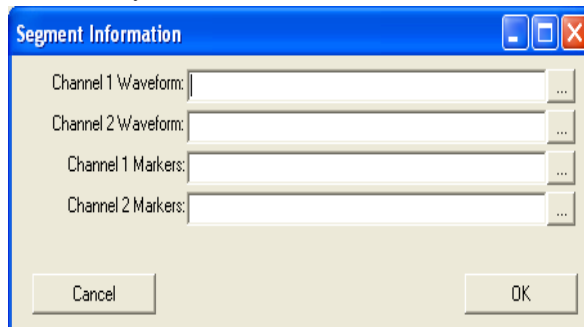 Segment Information
Channel 1 Waveform: ...
Channel 2 Waveform: ...
Channel 1 Markers: ...
Channel 2 Markers: ...
Cancel OK